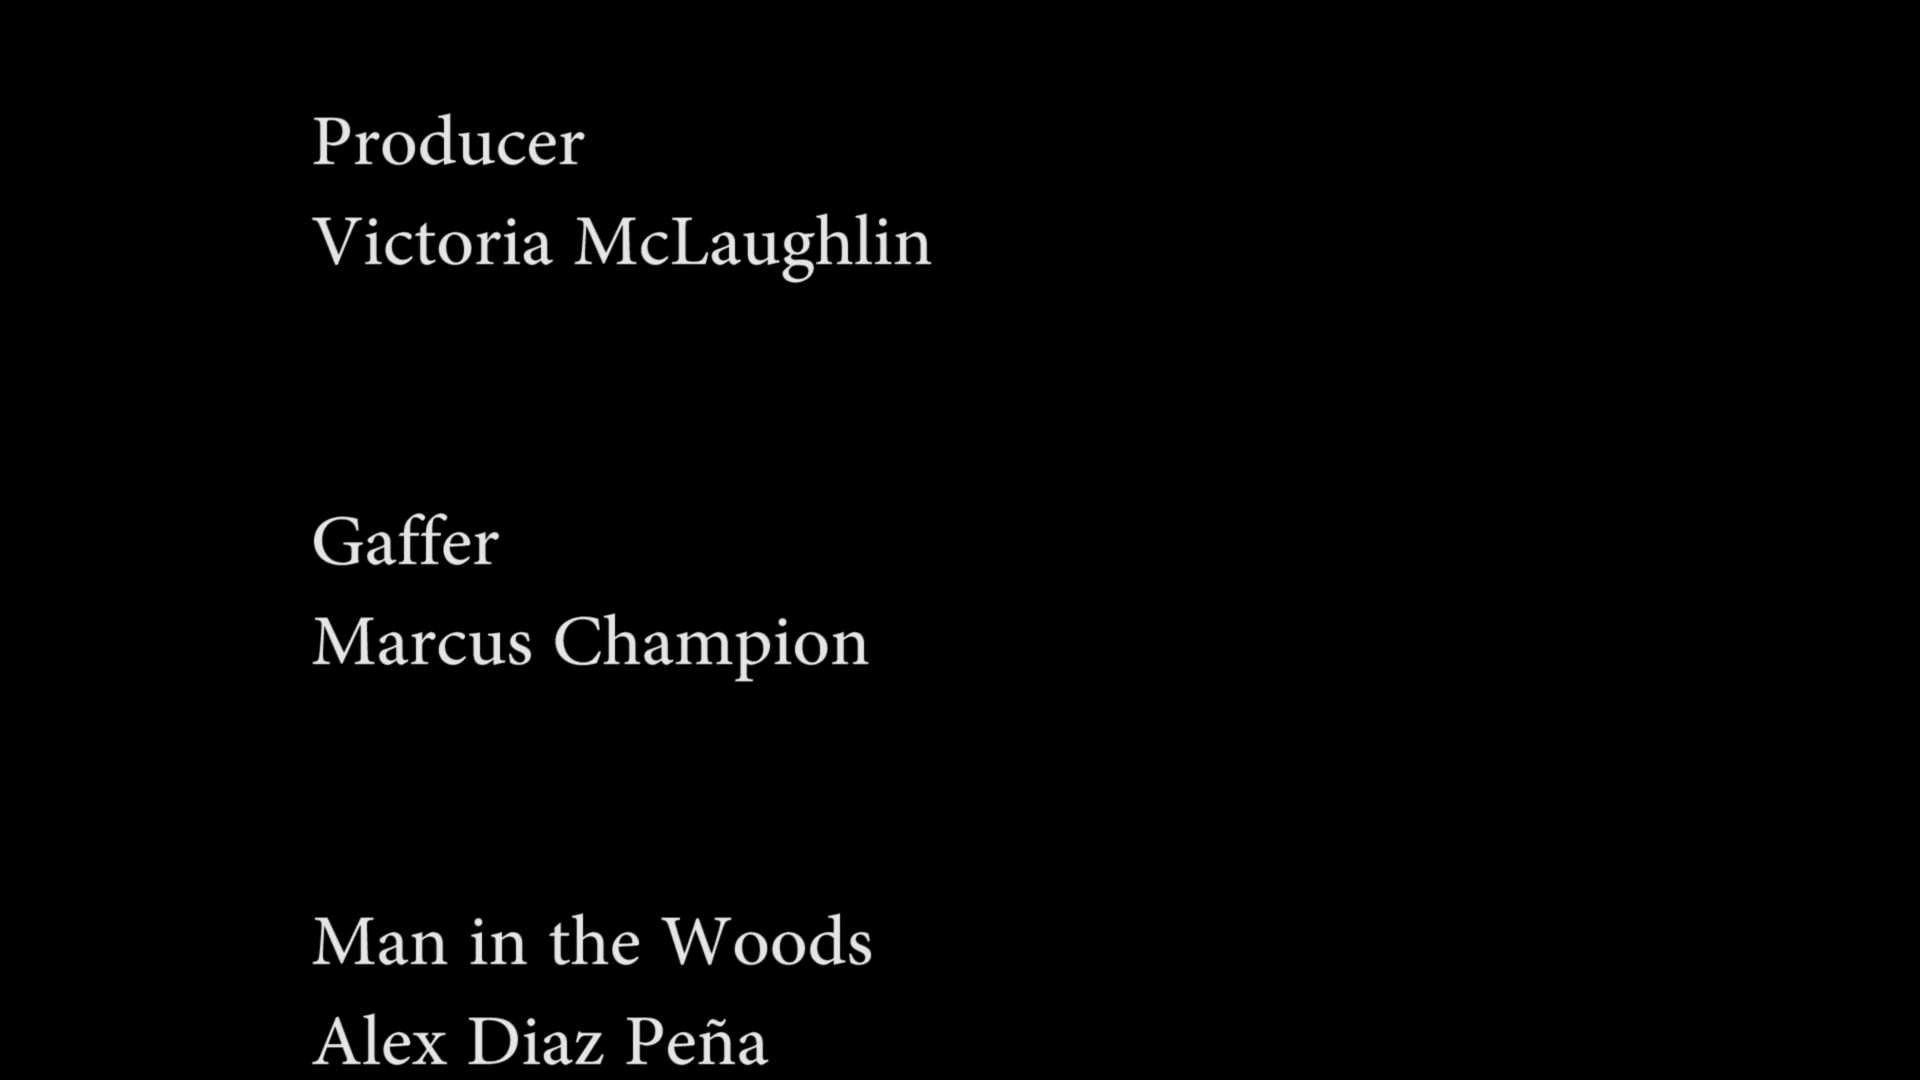 Producer
Victoria McLaughlin
Gaffer
Marcus Champion
Man in the Woods
Alex Diaz Peña